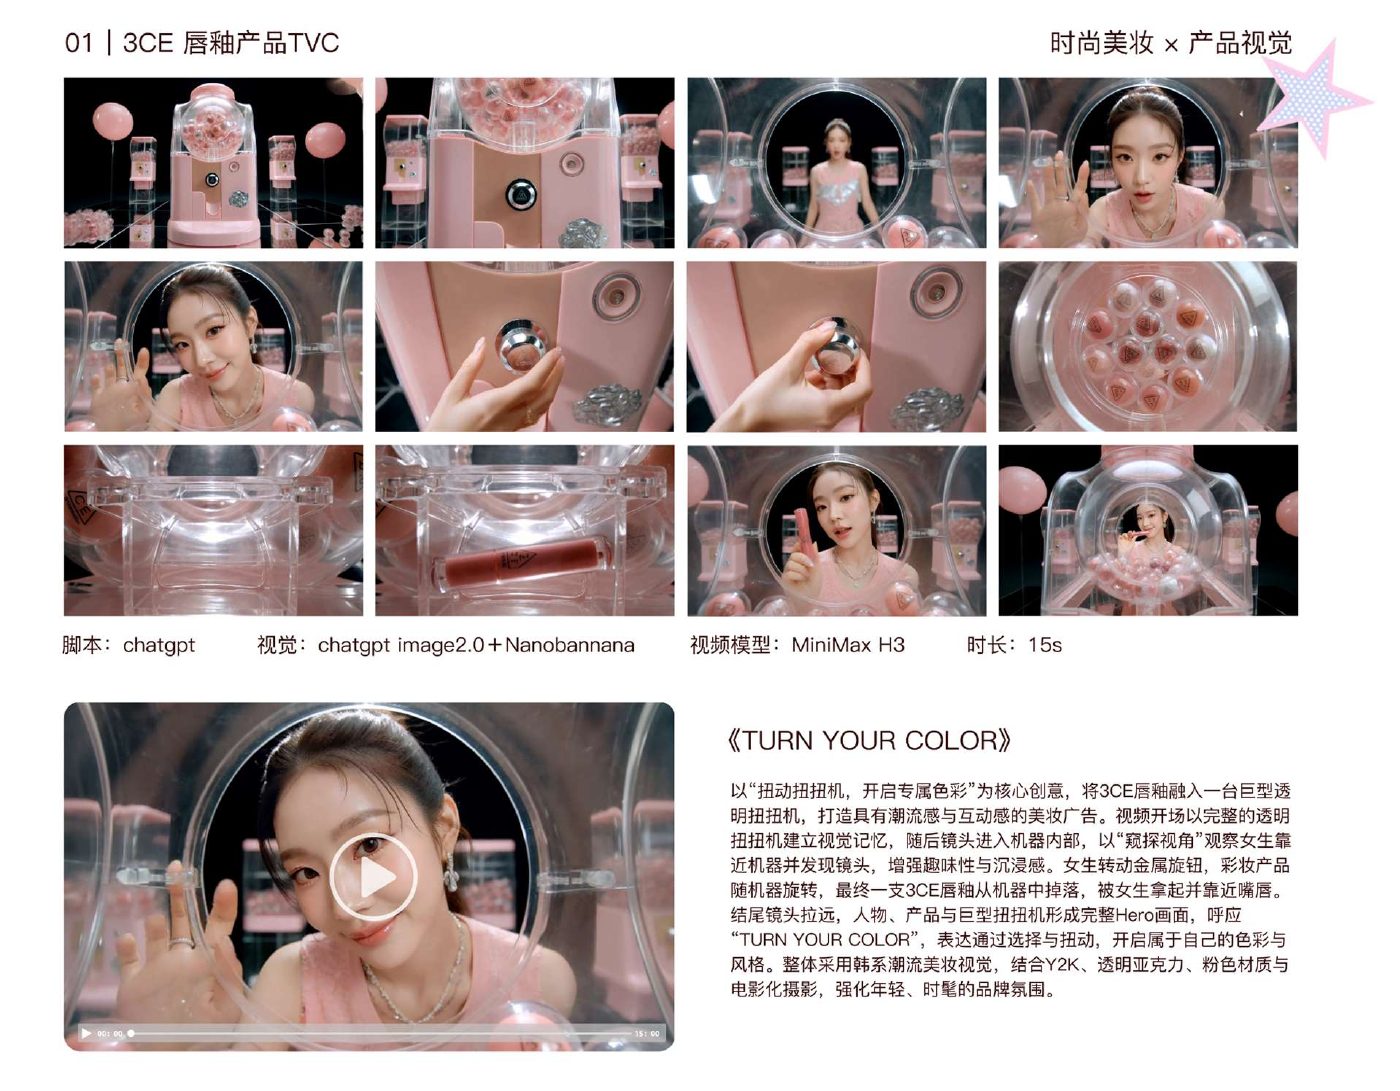 01 | 3CE 唇釉产品TVC
时尚美妆 × 产品视觉
脚本：chatgpt
视觉：chatgpt image2.0+Nanobannana
视频模型：MiniMax H3
时长：15s
《TURN YOUR COLOR》
以“扭动扭扭机，开启专属色彩”为核心创意，将3CE唇釉融入一台巨型透
明扭扭机，打造具有潮流感与互动感的美妆广告。视频开场以完整的透明
扭扭机建立视觉记忆，随后镜头进入机器内部，以“窥探视角”观察女生靠
近机器并发现镜头，增强趣味性与沉浸感。女生转动金属旋钮，彩妆产品
随机器旋转，最终一支3CE唇釉从机器中掉落，被女生拿起并靠近嘴唇。
结尾镜头拉远，人物、产品与巨型扭扭机形成完整Hero画面，呼应
“TURN YOUR COLOR”，表达通过选择与扭动，开启属于自己的色彩与
风格。整体采用韩系潮流美妆视觉，结合Y2K、透明亚克力、粉色材质与
电影化摄影，强化年轻、时髦的品牌氛围。
00: 00
15: 00